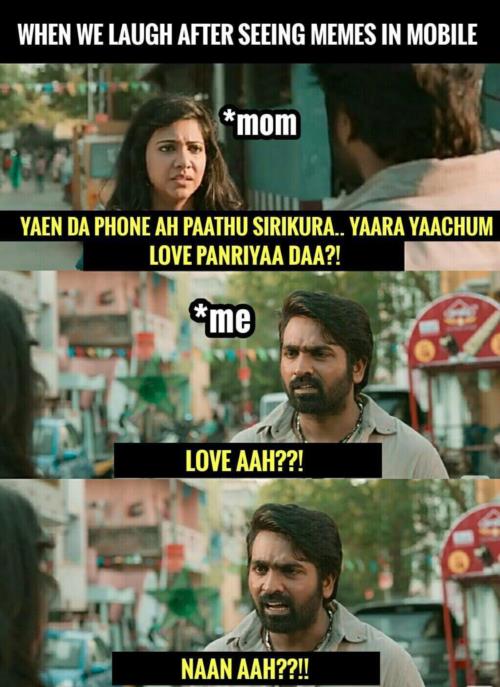 WHEN WE LAUGH AFTER SEEING MEMES IN MOBILE
*mom
YAEN DA PHONE AH PAATHU SIRIKURA.. YAARA YAACHUM
LOVE PANRIYAA DAA?!
*me
LOVE AAH??!
NAAN AAH??!!